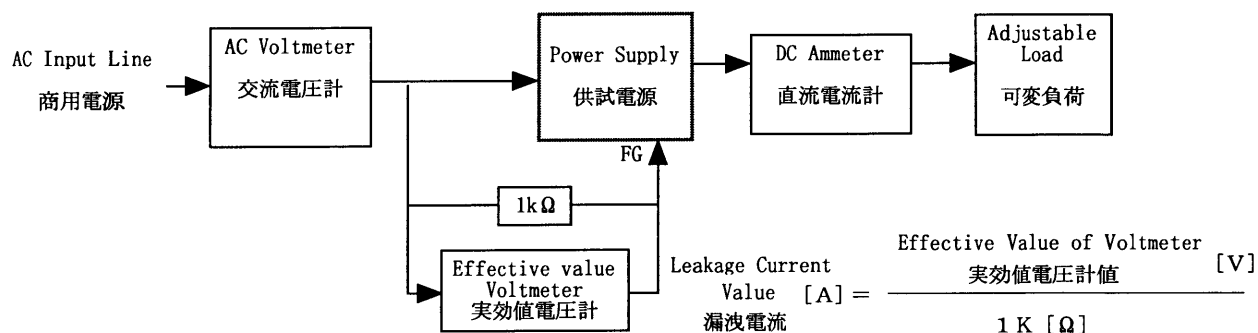 AC Input Line
商用電源
AC Voltmeter
交流電圧計
Power Supply
供試電源
DC Ammeter
直流電流計
Adjustable
Load
可変負荷
FG
1kΩ
Effective value
Voltmeter
実効値電圧計
Leakage Current
Value [A] =
漏洩電流
Effective Value of Voltmeter
実効値電圧計値 [V]
1 K [Ω]